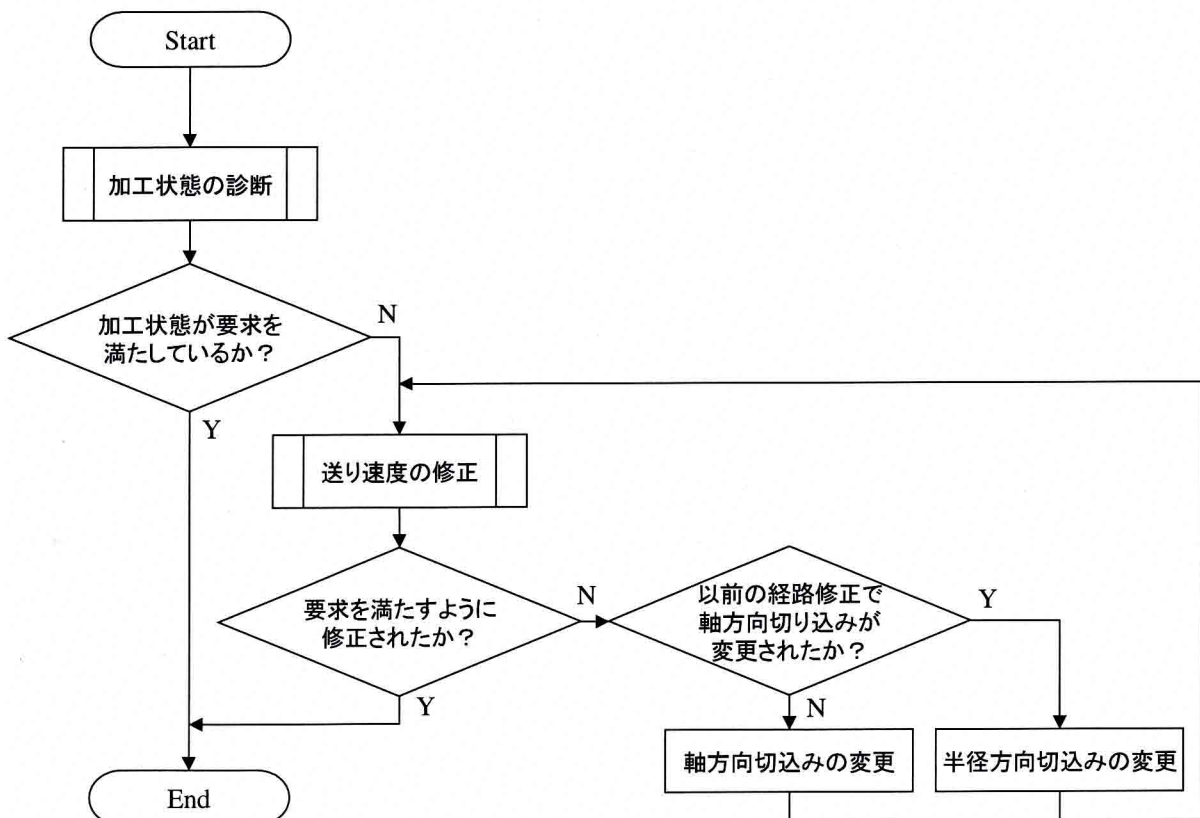 Start
加工状態の診断
加工状態が要求を
満たしているか？
N
Y
送り速度の修正
要求を満たすように
修正されたか？
N
Y
以前の経路修正で
軸方向切り込みが
変更されたか？
Y
N
軸方向切込みの変更
半径方向切込みの変更
End